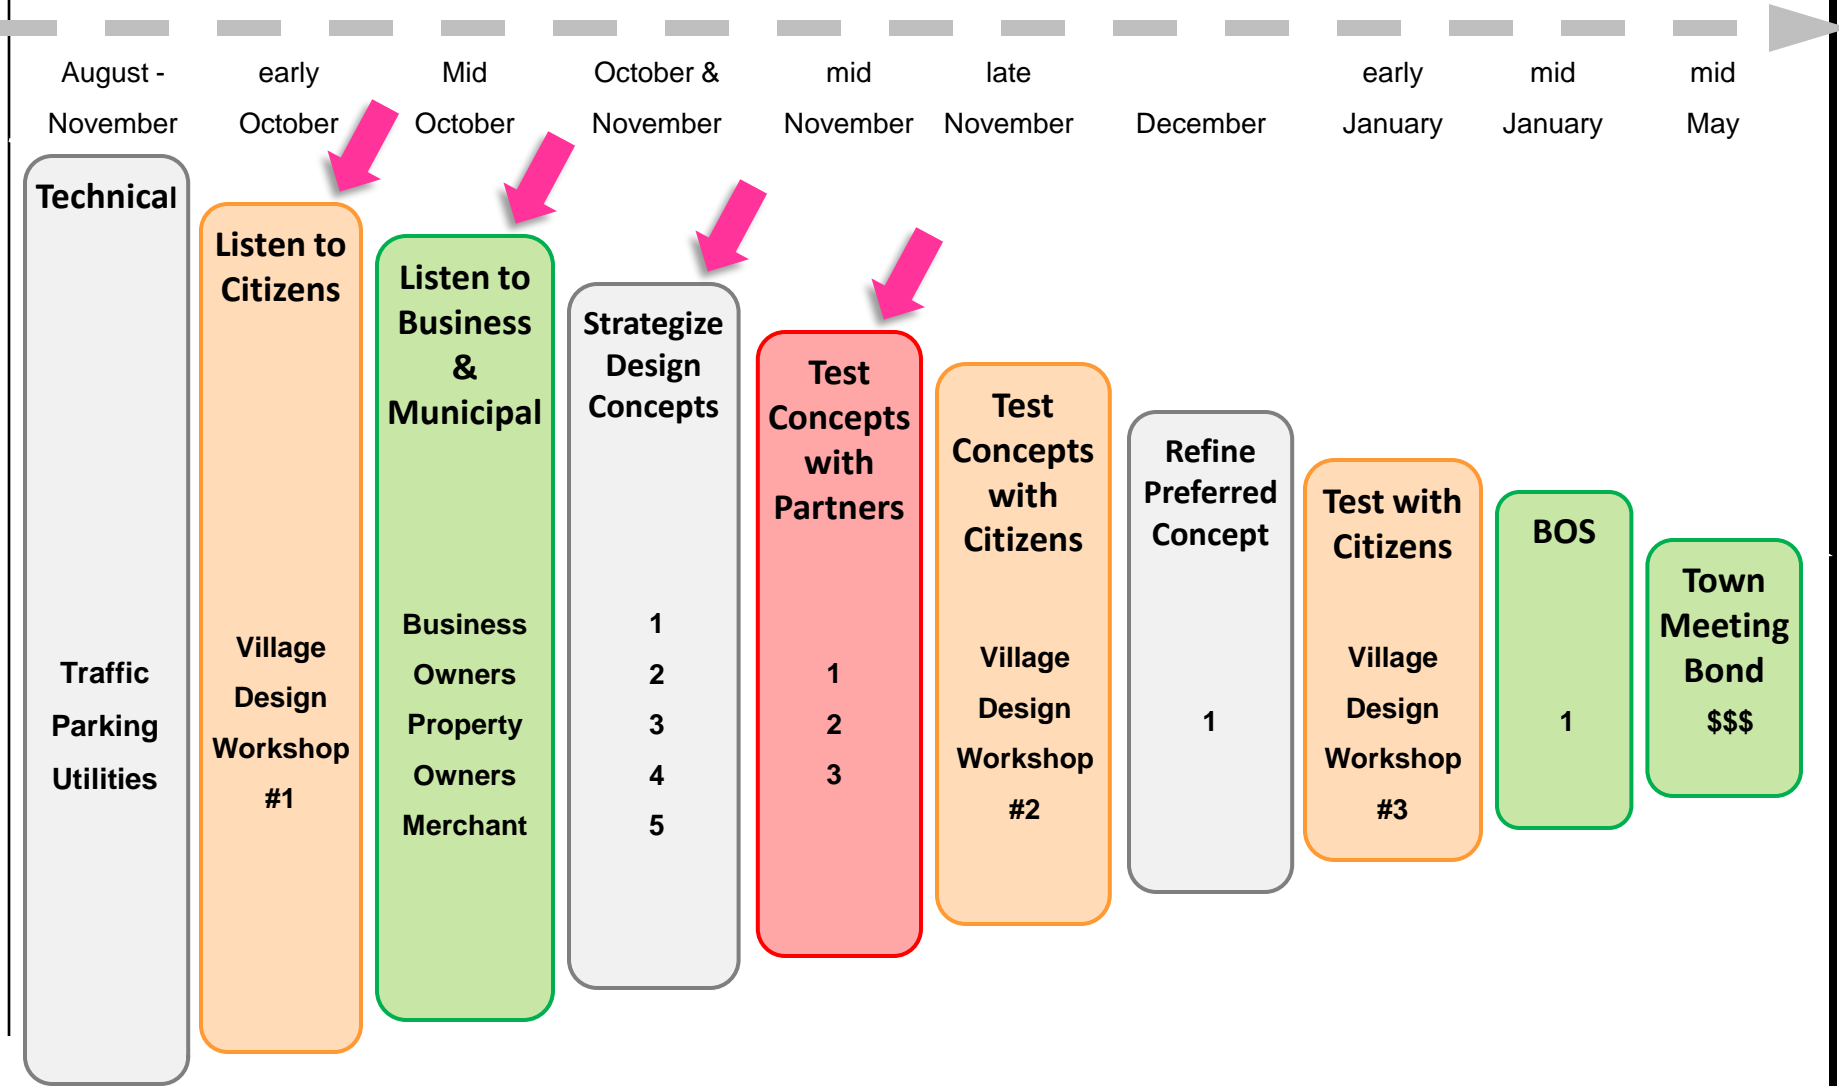 August -
November
early
October
Mid
October
October &
November
mid
November
late
November
December
early
January
mid
January
mid
May
Technical
Traffic
Parking
Utilities
Listen to
Citizens
Village
Design
Workshop
#1
Listen to
Business
&
Municipal
Business
Owners
Property
Owners
Merchant
Strategize
Design
Concepts
1
2
3
4
5
Test
Concepts
with
Partners
1
2
3
Test
Concepts
with
Citizens
Village
Design
Workshop
#2
Refine
Preferred
Concept
1
Test with
Citizens
Village
Design
Workshop
#3
BOS
1
Town
Meeting
Bond
$$$